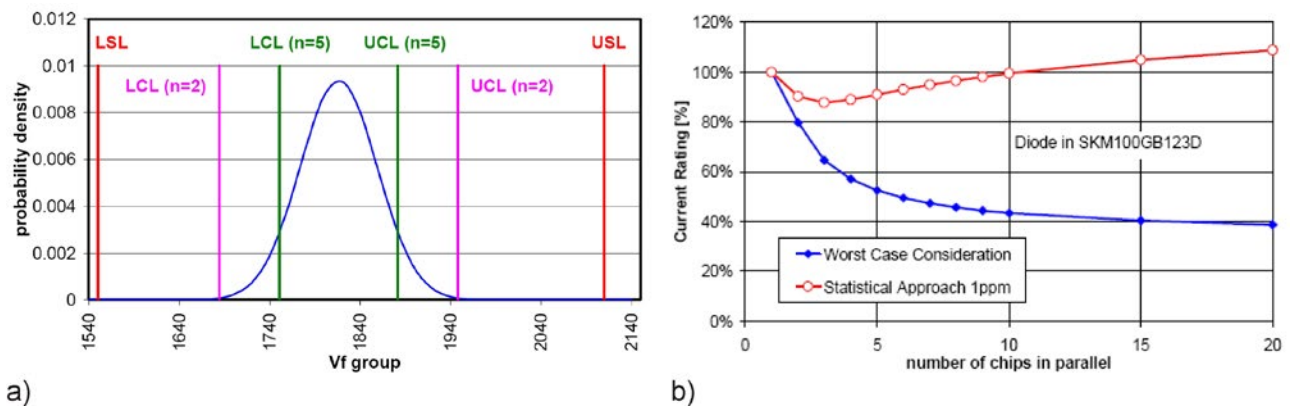 0.012
0.01
0.008
0.006
0.004
0.002
0
probability density
LSL
LCL (n=5)
UCL (n=5)
USL
LCL (n=2)
UCL (n=2)
1540
1640
1740
1840
1940
2040
2140
Vf group
a)
120%
100%
80%
60%
40%
20%
0%
Current Rating [%]
Diode in SKM100GB123D
Worst Case Consideration
Statistical Approach 1ppm
0
5
10
15
20
number of chips in parallel
b)